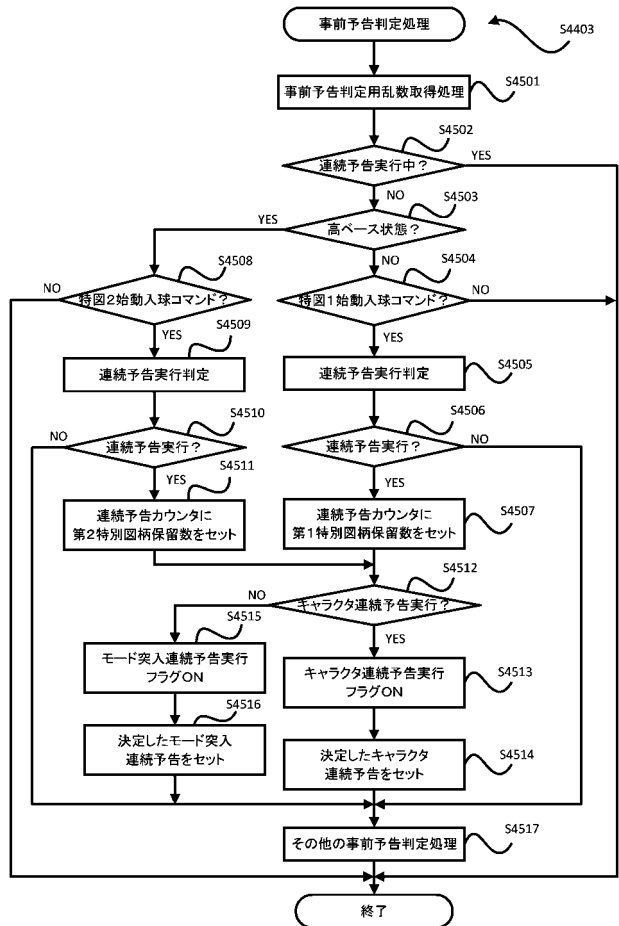 事前予告判定処理
S4403
事前予告判定用乱数取得処理
S4501
S4502
連続予告実行中？
YES
NO
S4503
高ベース状態？
YES
NO
S4508
特図2始動入球コマンド？
NO
YES
S4504
特図1始動入球コマンド？
NO
YES
S4509
連続予告実行判定
連続予告実行判定
S4505
S4510
連続予告実行？
NO
YES
S4506
連続予告実行？
NO
YES
S4511
連続予告カウンタに
第2特別図柄保留数をセット
連続予告カウンタに
第1特別図柄保留数をセット
S4507
S4512
キャラクタ連続予告実行？
NO
YES
S4515
モード突入連続予告実行
フラグON
キャラクタ連続予告実行
フラグON
S4513
S4516
決定したモード突入
連続予告をセット
決定したキャラクタ
連続予告をセット
S4514
その他の事前予告判定処理
S4517
終了